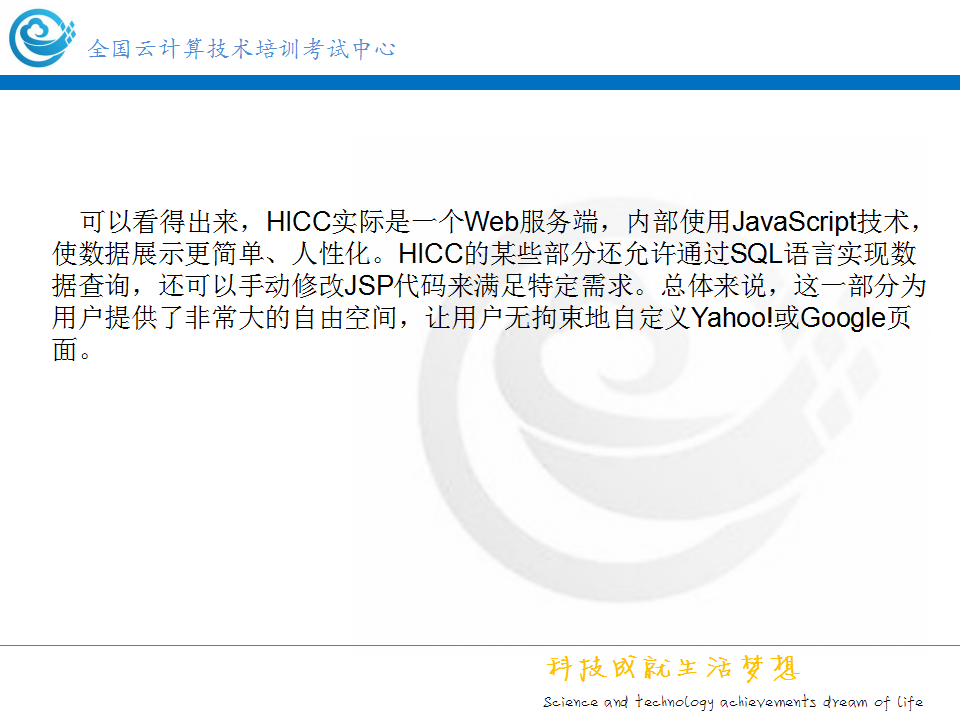 全国云计算技术培训考试中心
可以看得出来，HICC实际是一个Web服务端，内部使用JavaScript技术，
使数据展示更简单、人性化。HICC的某些部分还允许通过SQL语言实现数
据查询，还可以手动修改JSP代码来满足特定需求。总体来说，这一部分为
用户提供了非常大的自由空间，让用户无拘束地自定义Yahoo!或Google页
面。
科技成就生活梦想
Science and technology achievements dream of life